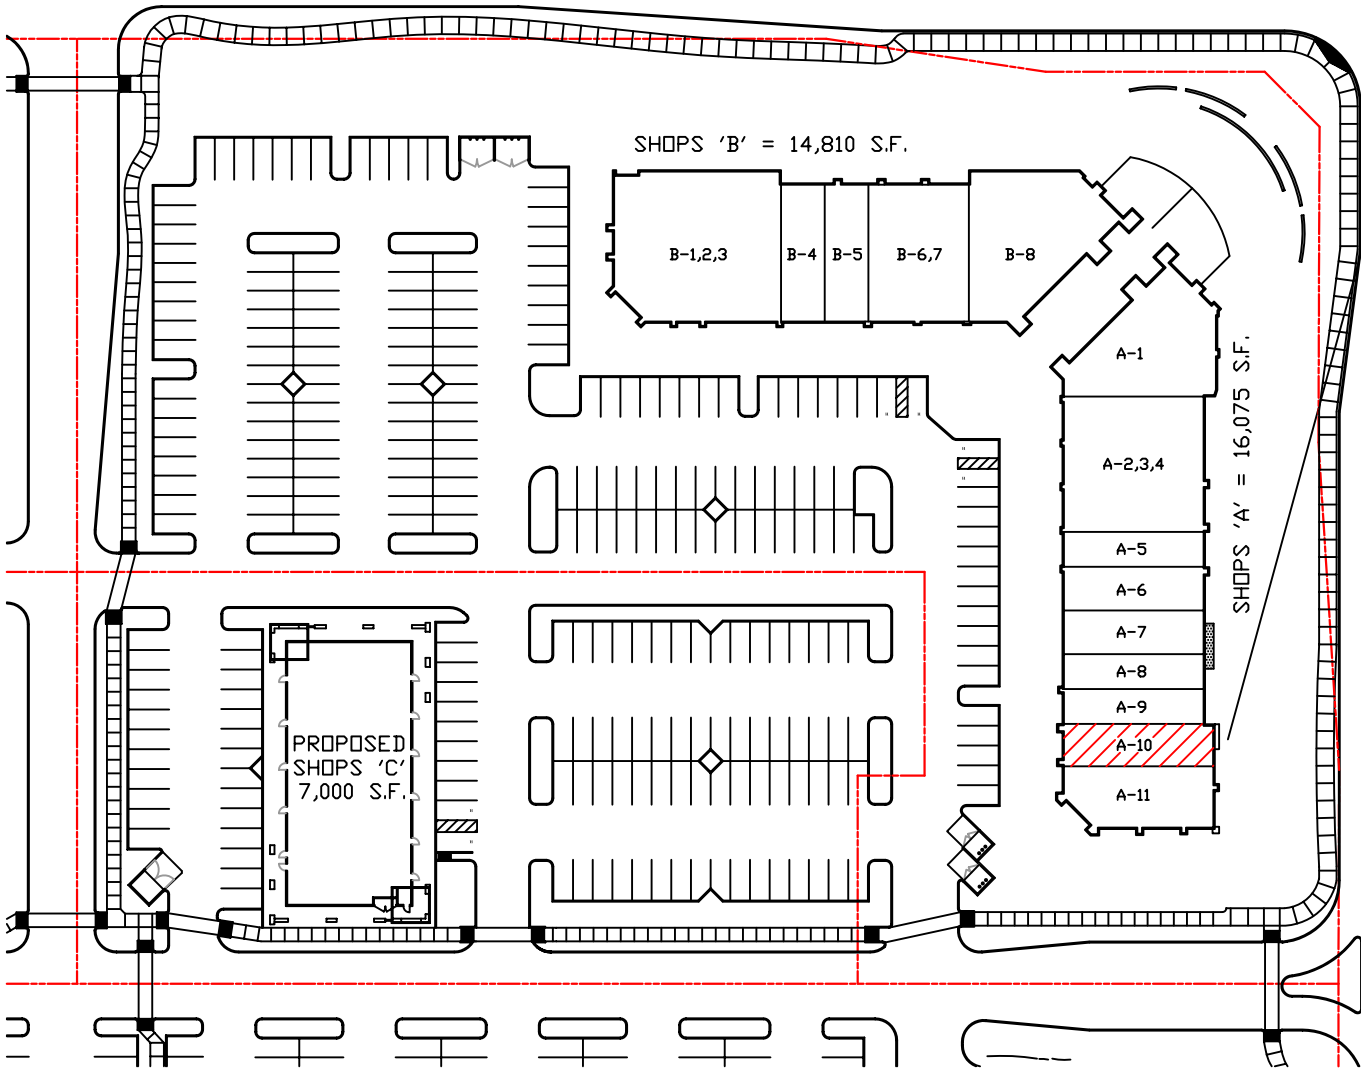 SHOPS 'B' = 14,810 S.F.
B-1,2,3
B-4
B-5
B-6,7
B-8
A-1
A-2,3,4
A-5
A-6
A-7
A-8
A-9
A-10
A-11
SHOPS 'A' = 16,075 S.F.
PROPOSED
SHOPS 'C'
7,000 S.F.